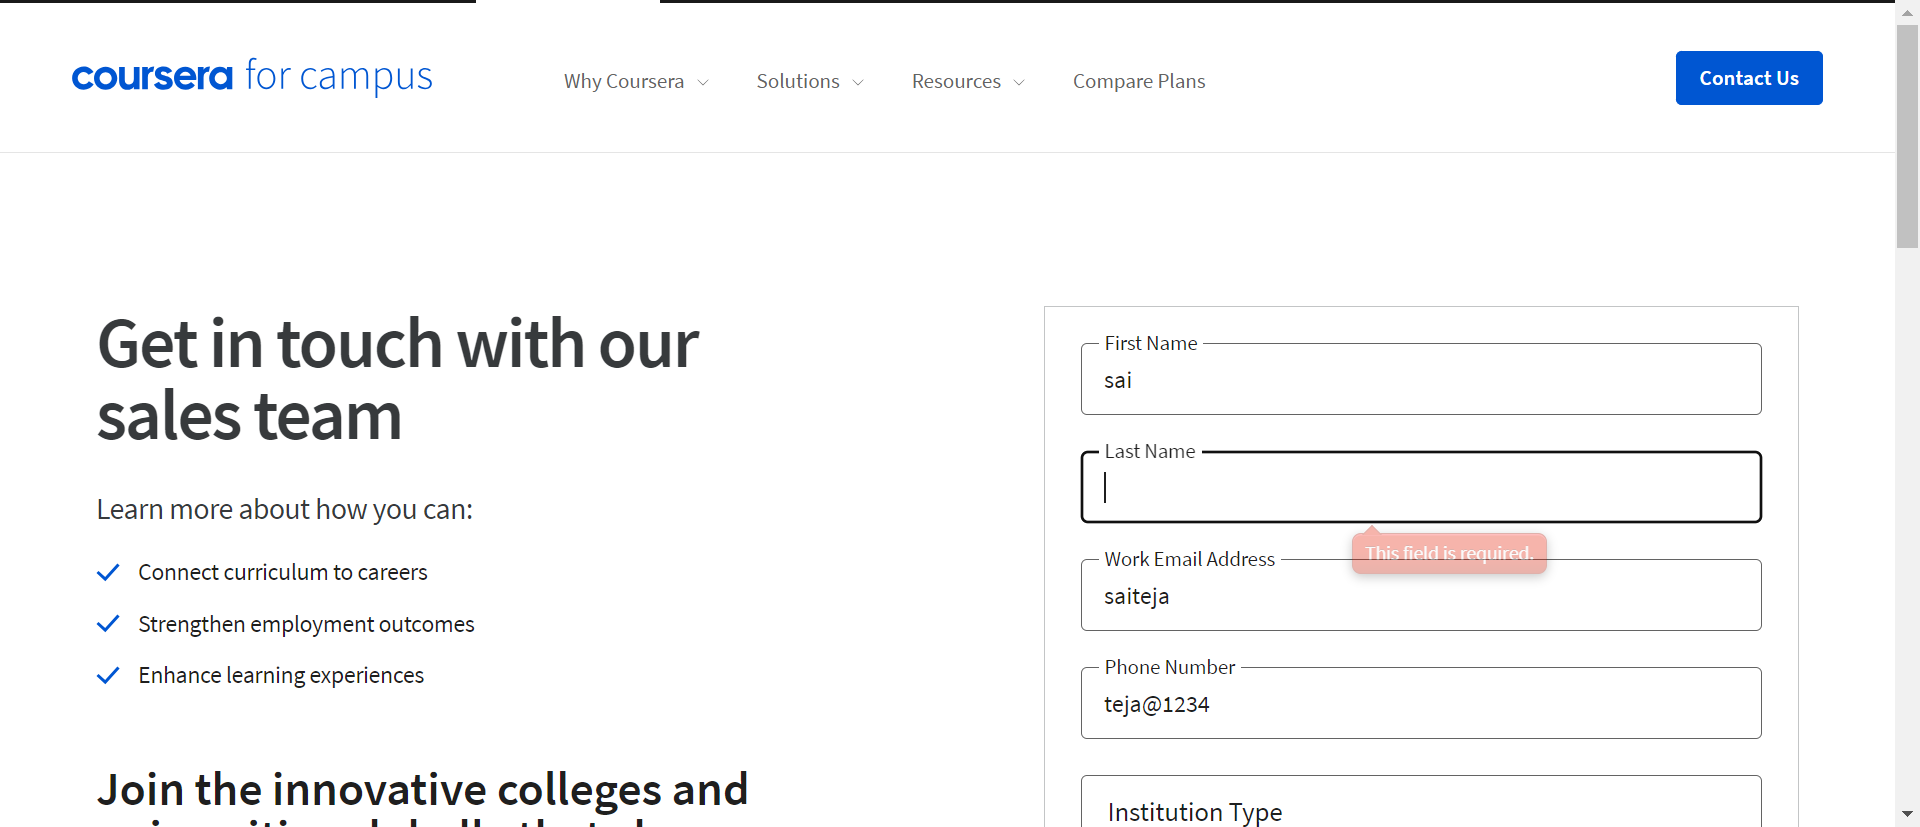 coursera for campus
Why Coursera
Solutions
Resources
Compare Plans
Contact Us
Get in touch with our
sales team
Learn more about how you can:
Connect curriculum to careers
Strengthen employment outcomes
Enhance learning experiences
Join the innovative colleges and
First Name
sai
Last Name
This field is required.
Work Email Address
saiteja
Phone Number
teja@1234
Institution Type